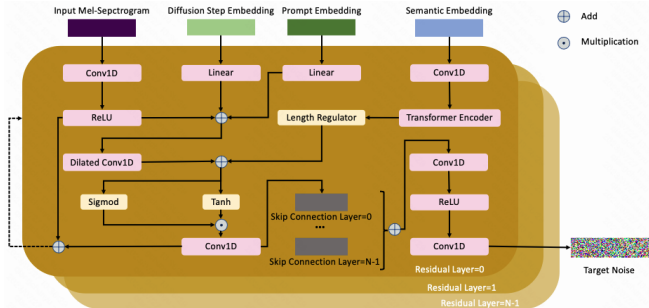 Input Mel-Sepctrogram
Diffusion Step Embedding
Prompt Embedding
Semantic Embedding
Add
Multiplication
Conv1D
Linear
Linear
Conv1D
ReLU
Length Regulator
Transformer Encoder
Dilated Conv1D
Conv1D
Sigmod
Tanh
ReLU
Skip Connection Layer=0
...
Conv1D
Skip Connection Layer=N-1
Conv1D
Residual Layer=0
Target Noise
Residual Layer=1
Residual Layer=N-1